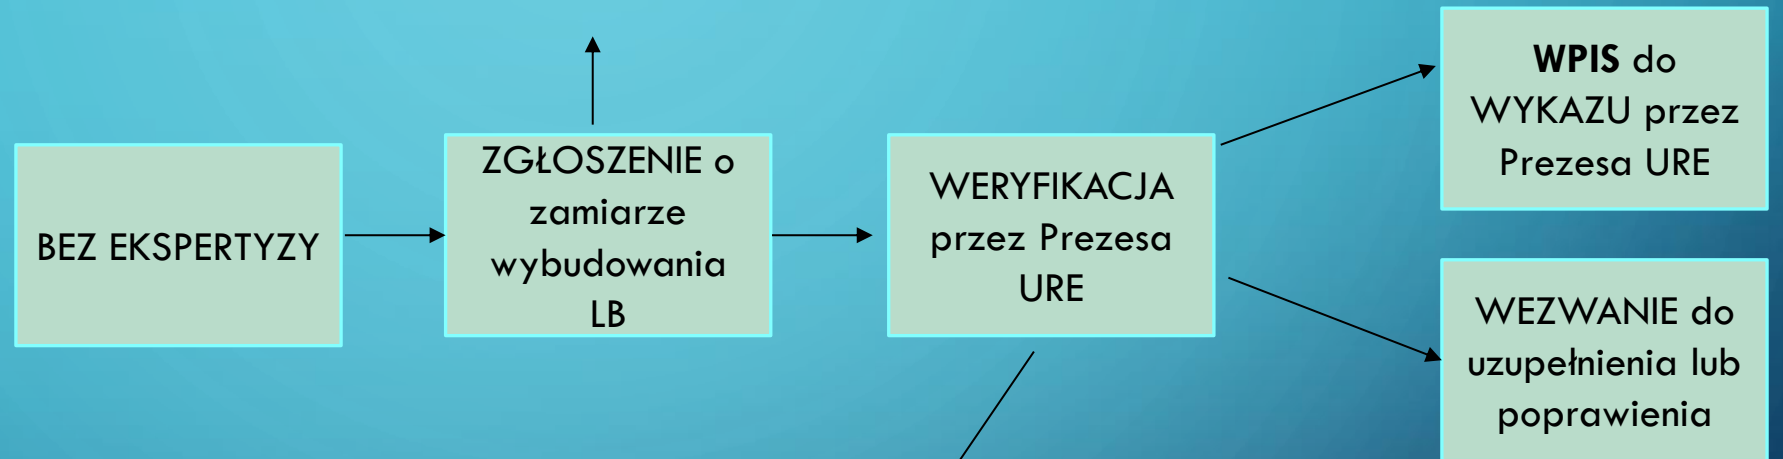 BEZ EKSPERTYZY
ZGŁOSZENIE o
zamiarze
wybudowania
LB
WERYFIKACJA
przez Prezesa
URE
WPIS do
WYKAZU przez
Prezesa URE
WEZWANIE do
uzupełnienia lub
poprawienia